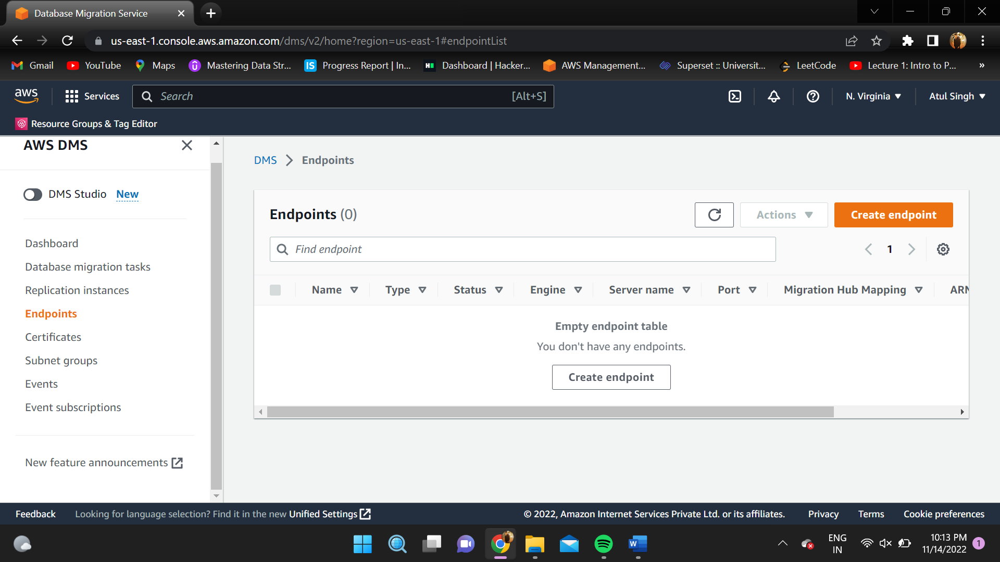 Database Migration Service
us-east-1.console.aws.amazon.com/dms/v2/home?region=us-east-1#endpointList
Gmail YouTube Maps Mastering Data Str... IS Progress Report | In... Dashboard | Hacker... AWS Management... Superset :: Universit... LeetCode Lecture 1: Intro to P... »
aws Services Search [Alt+S] N. Virginia Atul Singh
Resource Groups & Tag Editor
AWS DMS
DMS Studio New
Dashboard
Database migration tasks
Replication instances
Endpoints
Certificates
Subnet groups
Events
Event subscriptions
New feature announcements
DMS Endpoints
Endpoints (0) Actions Create endpoint
Find endpoint 1
Name Type Status Engine Server name Port Migration Hub Mapping ARN
Empty endpoint table
You don't have any endpoints.
Create endpoint
Feedback Looking for language selection? Find it in the new Unified Settings © 2022, Amazon Internet Services Private Ltd. or its affiliates. Privacy Terms Cookie preferences
ENG
IN
10:13 PM
11/14/2022
1